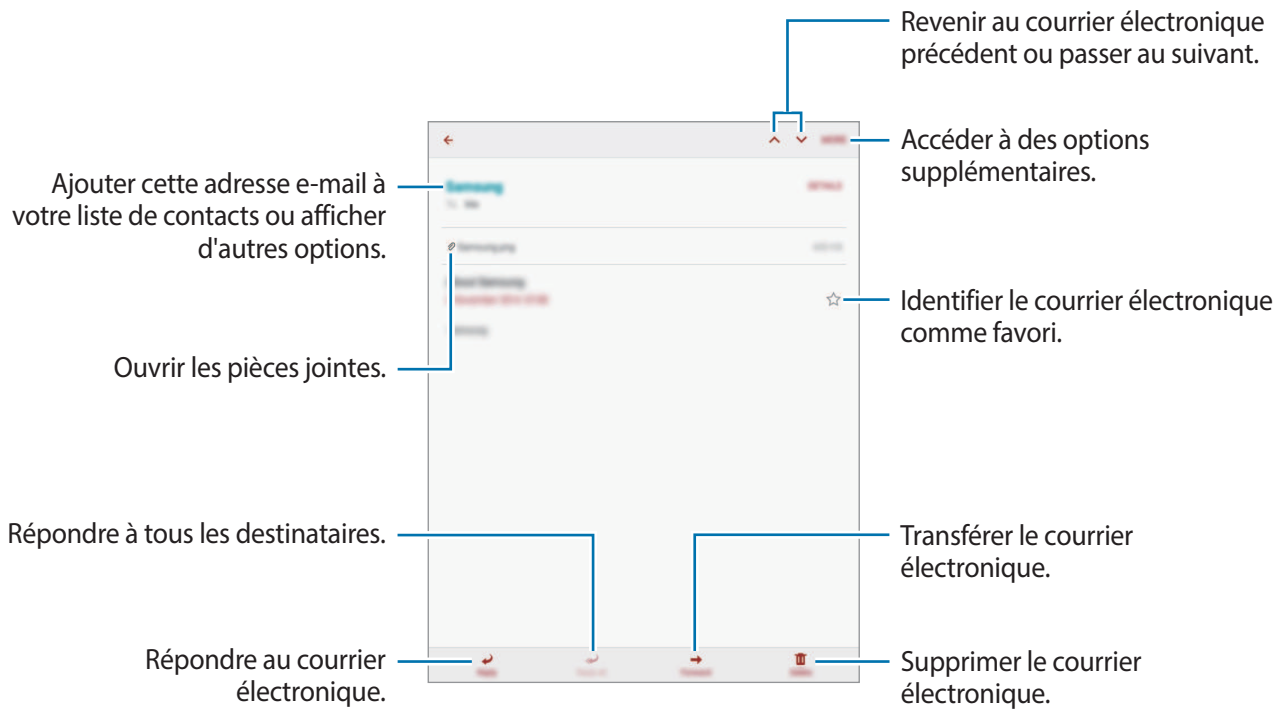 Revenir au courrier électronique
précédent ou passer au suivant.
Accéder à des options
supplémentaires.
Ajouter cette adresse e-mail à
votre liste de contacts ou afficher
d'autres options.
Samsung
DETAILS
Identifier le courrier électronique
comme favori.
Ouvrir les pièces jointes.
Répondre à tous les destinataires.
Transférer le courrier
électronique.
Répondre au courrier
électronique.
Supprimer le courrier
électronique.